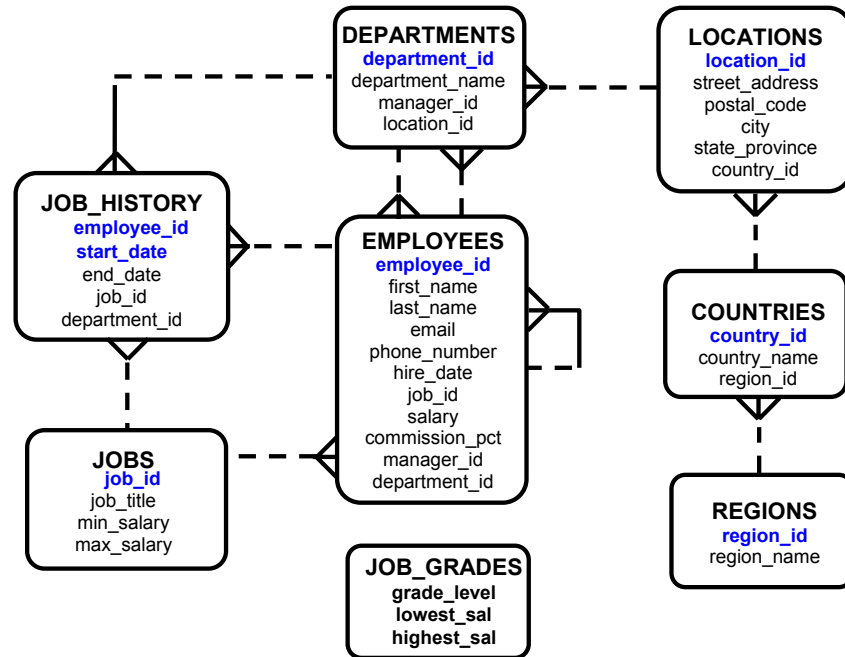 DEPARTMENTS
department_id
department_name
manager_id
location_id
LOCATIONS
location_id
street_address
postal_code
city
state_province
country_id
JOB_HISTORY
employee_id
start_date
end_date
job_id
department_id
EMPLOYEES
employee_id
first_name
last_name
email
phone_number
hire_date
job_id
salary
commission_pct
manager_id
department_id
COUNTRIES
country_id
country_name
region_id
JOBS
job_id
job_title
min_salary
max_salary
REGIONS
region_id
region_name
JOB_GRADES
grade_level
lowest_sal
highest_sal